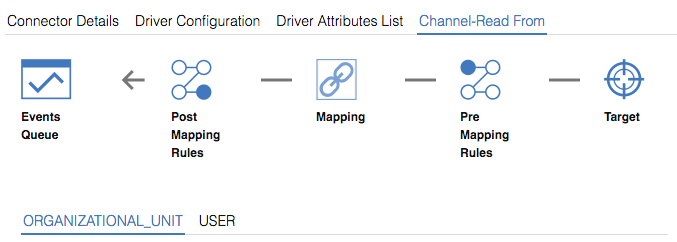 Connector Details Driver Configuration Driver Attributes List Channel-Read From
Events Queue
Post Mapping Rules
Mapping
Pre Mapping Rules
Target
ORGANIZATIONAL_UNIT USER